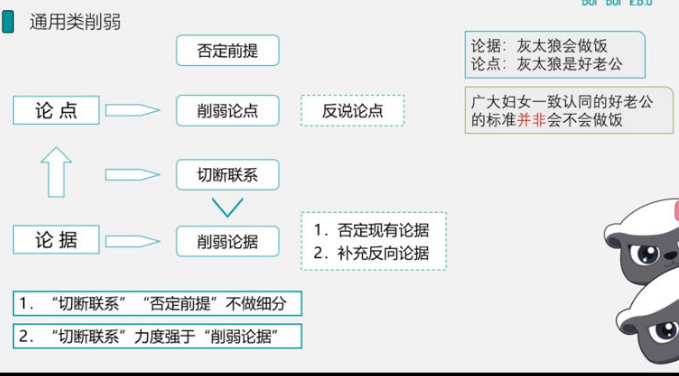 通用类削弱
否定前提
论据：灰太狼会做饭
论点：灰太狼是好老公
论点
削弱论点
反说论点
广大妇女一致认同的好老公
的标准并非会不会做饭
切断联系
论据
削弱论据
1. 否定现有论据
2. 补充反向论据
1. “切断联系”“否定前提”不做细分
2. “切断联系”力度强于“削弱论据”